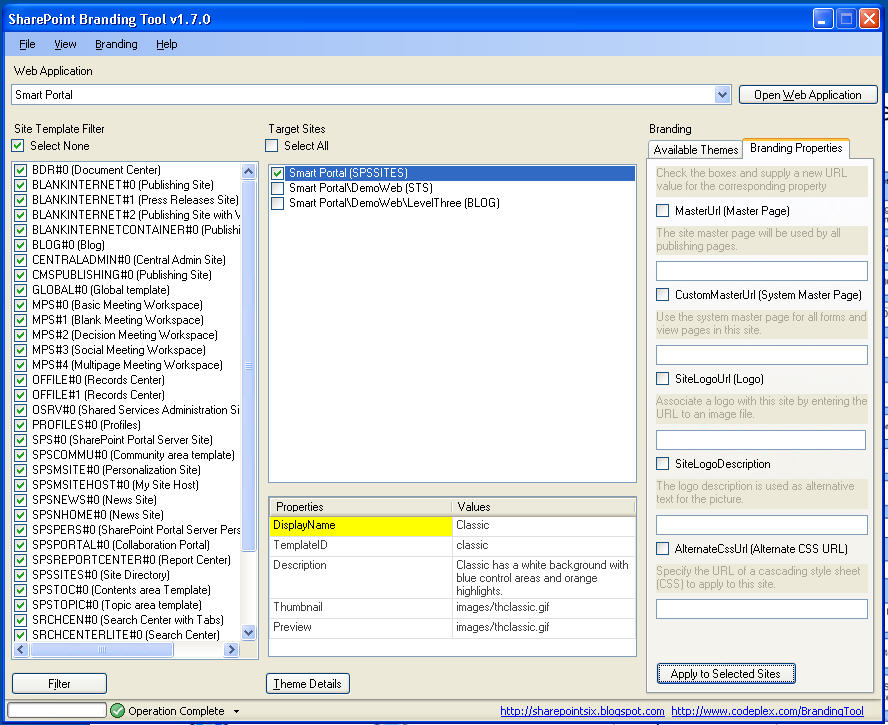 SharePoint Branding Tool v1.7.0
File View Branding Help
Web Application
Smart Portal
Open Web Application
Site Template Filter
Select None
BDR#0 (Document Center)
BLANKINTERNET#0 (Publishing Site)
BLANKINTERNET#1 (Press Releases Site)
BLANKINTERNET#2 (Publishing Site with
BLANKINTERNETCONTAINER#0 (Publishi
BLOG#0 (Blog)
CENTRALADMIN#0 (Central Admin Site)
CMSPUBLISHING#0 (Publishing Site)
GLOBAL#0 (Global template)
MPS#0 (Basic Meeting Workspace)
MPS#1 (Blank Meeting Workspace)
MPS#2 (Decision Meeting Workspace)
MPS#3 (Social Meeting Workspace)
MPS#4 (Multipage Meeting Workspace)
OFFILE#0 (Records Center)
OFFILE#1 (Records Center)
OSRV#0 (Shared Services Administration Si
PROFILES#0 (Profiles)
SPS#0 (SharePoint Portal Server Site)
SPSCOMMU#0 (Community area template)
SPSMSITE#0 (Personalization Site)
SPSMSITEHOST#0 (My Site Host)
SPSNEWS#0 (News Site)
SPSNHOME#0 (News Site)
SPSPERS#0 (SharePoint Portal Server Pers
SPSPORTAL#0 (Collaboration Portal)
SPSREPORTCENTER#0 (Report Center)
SPSSITES#0 (Site Directory)
SPSTOC#0 (Contents area Template)
SPSTOPIC#0 (Topic area template)
SRCHCEN#0 (Search Center with Tabs)
SRCHCENTERLITE#0 (Search Center)
Filter
Target Sites
Select All
Smart Portal (SPSSITES)
Smart Portal\DemoWeb (STS)
Smart Portal\DemoWeb\LevelThree (BLOG)
Properties Values
DisplayName Classic
TemplateID classic
Description Classic has a white background with
blue control areas and orange
highlights.
Thumbnail images/thclassic.gif
Preview images/thclassic.gif
Theme Details
Branding
Available Themes Branding Properties
Check the boxes and supply a new URL
value for the corresponding property
MasterUrl (Master Page)
The site master page will be used by all
publishing pages.
CustomMasterUrl (System Master Page)
Use the system master page for all forms and
view pages in this site.
SiteLogoUrl (Logo)
Associate a logo with this site by entering the
URL to an image file.
SiteLogoDescription
The logo description is used as alternative
text for the picture.
AlternateCssUrl (Alternate CSS URL)
Specify the URL of a cascading style sheet
(CSS) to apply to this site.
Apply to Selected Sites
Operation Complete
http://sharepointsix.blogspot.com http://www.codeplex.com/BrandingTool